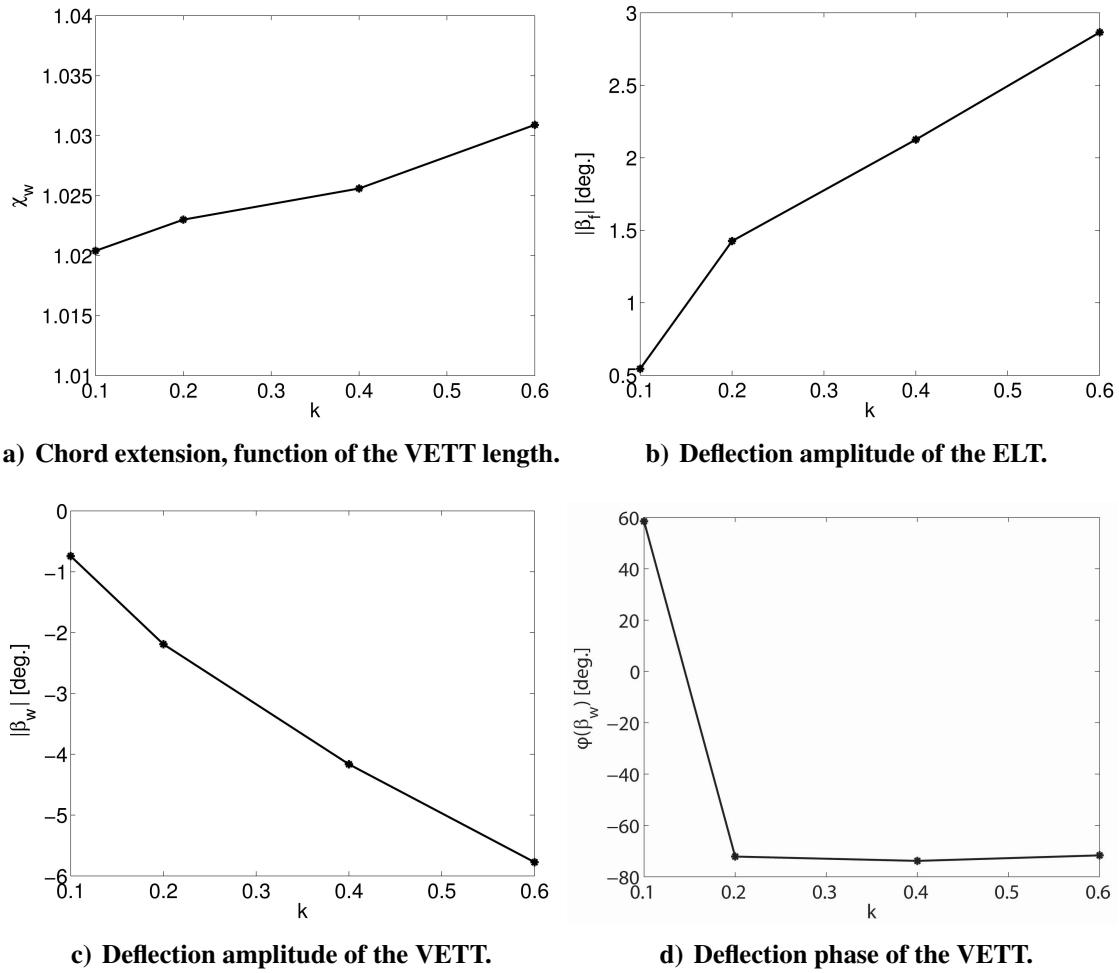 1.04
1.035
1.03
1.025
1.02
1.015
1.01
χw
0.1 0.2 0.3 0.4 0.5 0.6
k
a) Chord extension, function of the VETT length.
3
2.5
2
1.5
1
0.5
|βf| [deg.]
0.1 0.2 0.3 0.4 0.5 0.6
k
b) Deflection amplitude of the ELT.
0
−1
−2
−3
−4
−5
−6
|βw| [deg.]
0.1 0.2 0.3 0.4 0.5 0.6
k
c) Deflection amplitude of the VETT.
60
40
20
0
−20
−40
−60
−80
φ(βw) [deg.]
0.1 0.2 0.3 0.4 0.5 0.6
k
d) Deflection phase of the VETT.